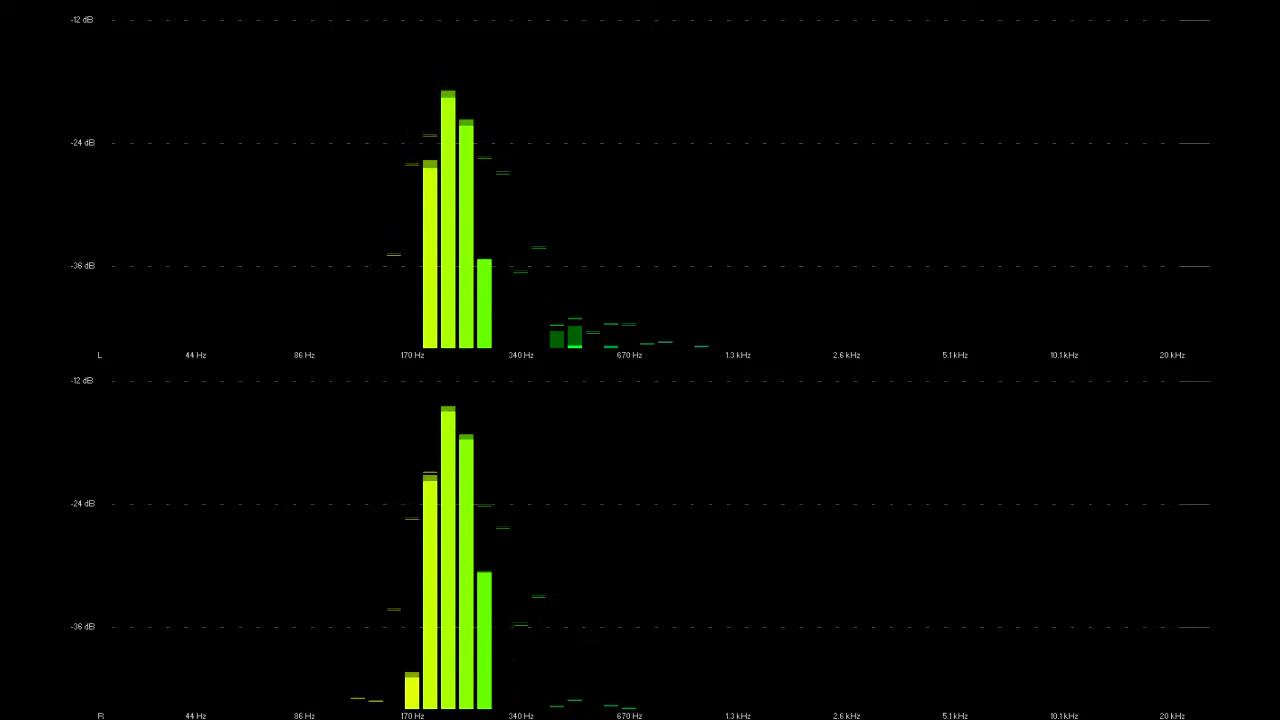 -12 dB
-24 dB
-36 dB
L 44 Hz 86 Hz 170 Hz 340 Hz 670 Hz 1.3 kHz 2.6 kHz 5.1 kHz 10.1 kHz 20 kHz
-12 dB
-24 dB
-36 dB
R 44 Hz 86 Hz 170 Hz 340 Hz 670 Hz 1.3 kHz 2.6 kHz 5.1 kHz 10.1 kHz 20 kHz